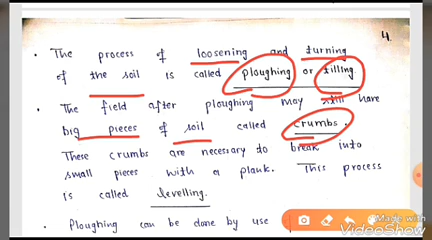 4.
• The process of loosening and turning
of the soil is called ploughing or tilling.
• The field after ploughing may still have
big pieces of soil called crumbs.
These crumbs are necessary to break into
small pieces with a plank. This process
is called levelling.
• Ploughing can be done by use
Made with
VideoShow